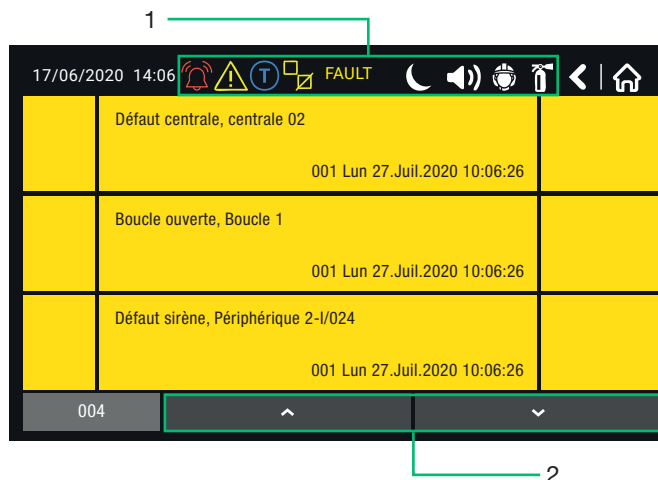 1
17/06/2020 14:06 T FAULT
Défaut centrale, centrale 02
001 Lun 27.Juil.2020 10:06:26
Boucle ouverte, Boucle 1
001 Lun 27.Juil.2020 10:06:26
Défaut sirène, Périphérique 2-I/024
001 Lun 27.Juil.2020 10:06:26
004
2